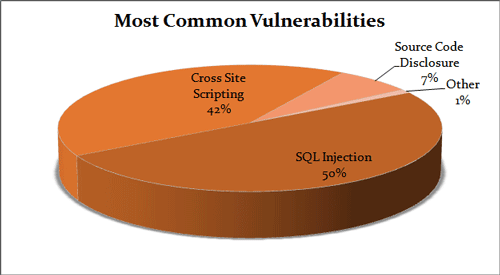 Most Common Vulnerabilities
Source Code
Disclosure
7%
Other
1%
Cross Site
Scripting
42%
SQL Injection
50%